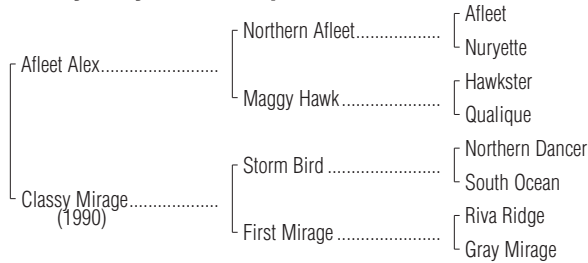 Afleet
Northern Afleet..................
Nuryette
Afleet Alex.........................
Hawkster
Maggy Hawk.....................
Qualique
Northern Dancer
Storm Bird........................
South Ocean
Classy Mirage...................
(1990)
Riva Ridge
First Mirage......................
Gray Mirage